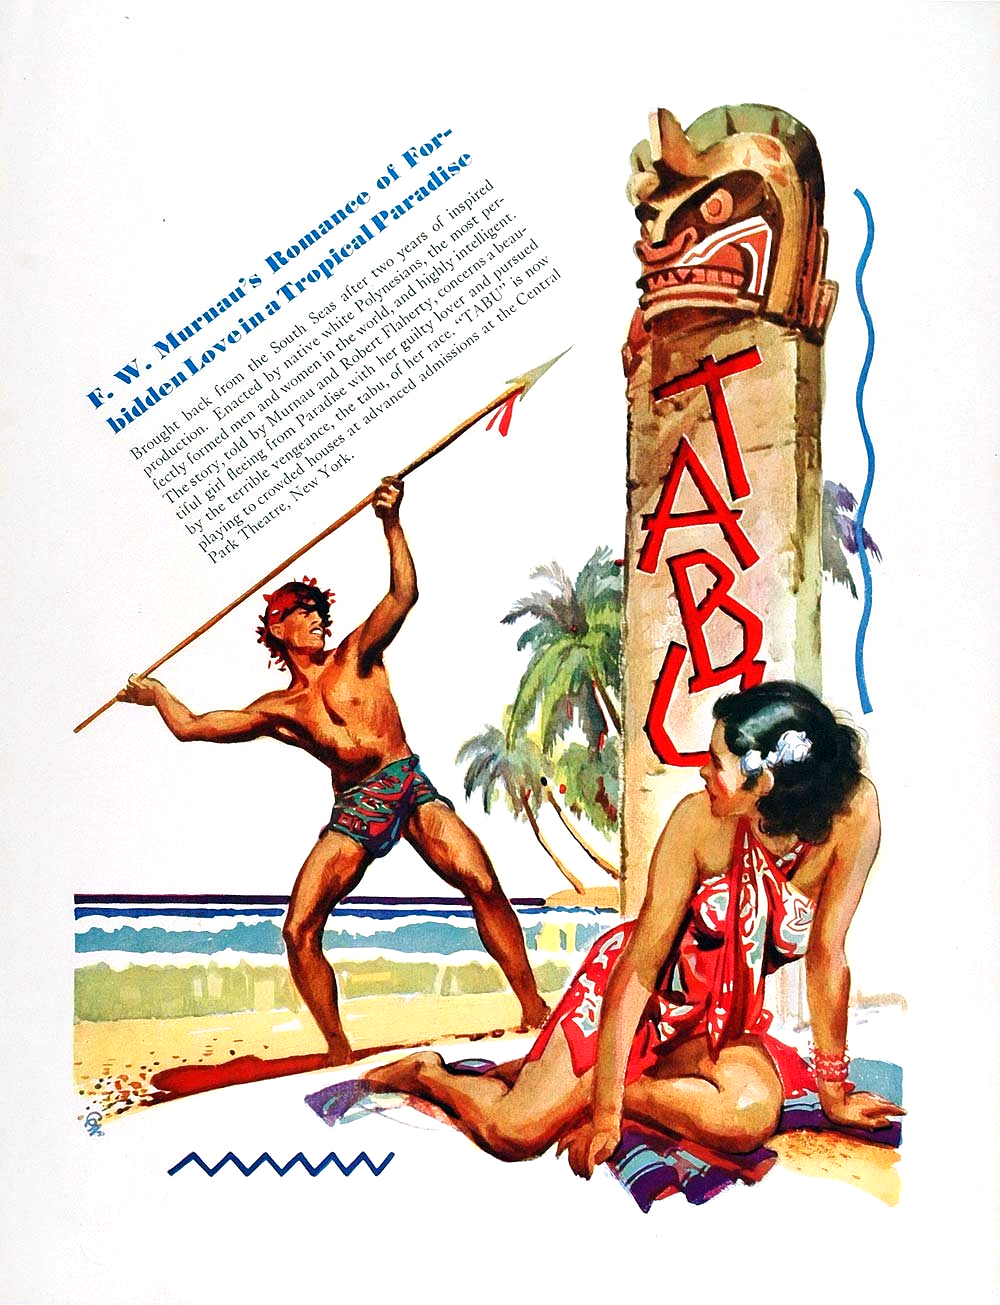 F. W. Murnau's Romance of For-
bidden Love in a Tropical Paradise
Brought back from the South Seas after two years of inspired
production. Enacted by native white Polynesians, the most per-
fectly formed men and women in the world, and highly intelligent.
The story, told by Murnau and Robert Flaherty, concerns a beau-
tiful girl fleeing from Paradise with her guilty lover and pursued
by the terrible vengeance, the tabu, of her race. "TABU" is now
playing to crowded houses at advanced admissions at the Central
Park Theatre, New York.
TABU